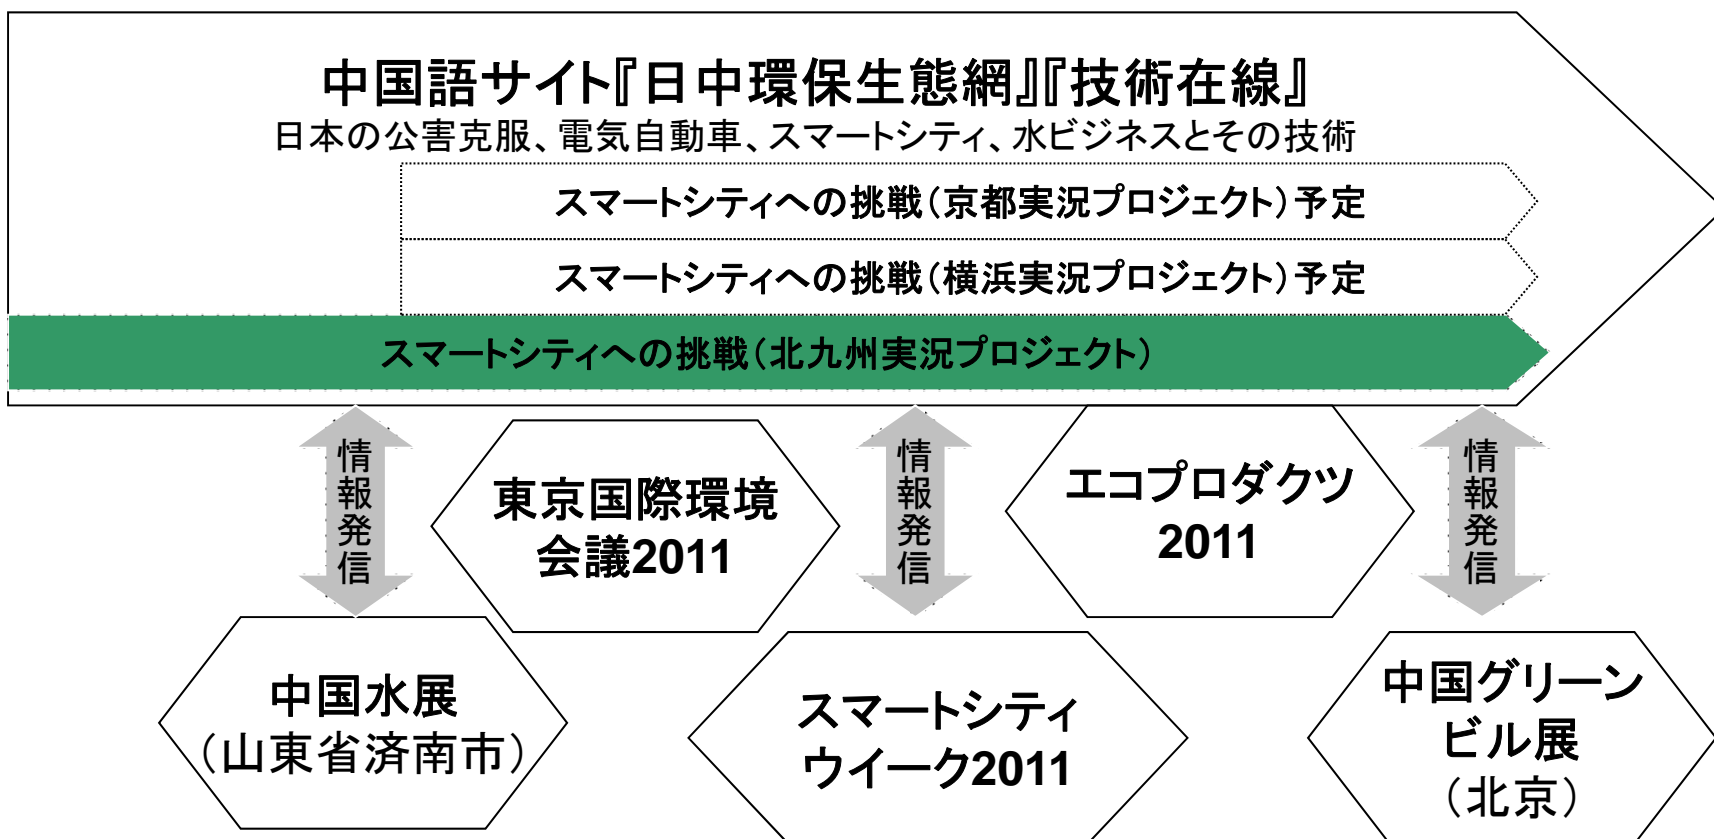 中国語サイト『日中環保生態網』『技術在線』
日本の公害克服、電気自動車、スマートシティ、水ビジネスとその技術
スマートシティへの挑戦（京都実況プロジェクト）予定
スマートシティへの挑戦（横浜実況プロジェクト）予定
スマートシティへの挑戦（北九州実況プロジェクト）
情報発信
東京国際環境
会議2011
情報発信
エコプロダクツ
2011
情報発信
中国水展
（山東省済南市）
スマートシティ
ウイーク2011
中国グリーン
ビル展
（北京）